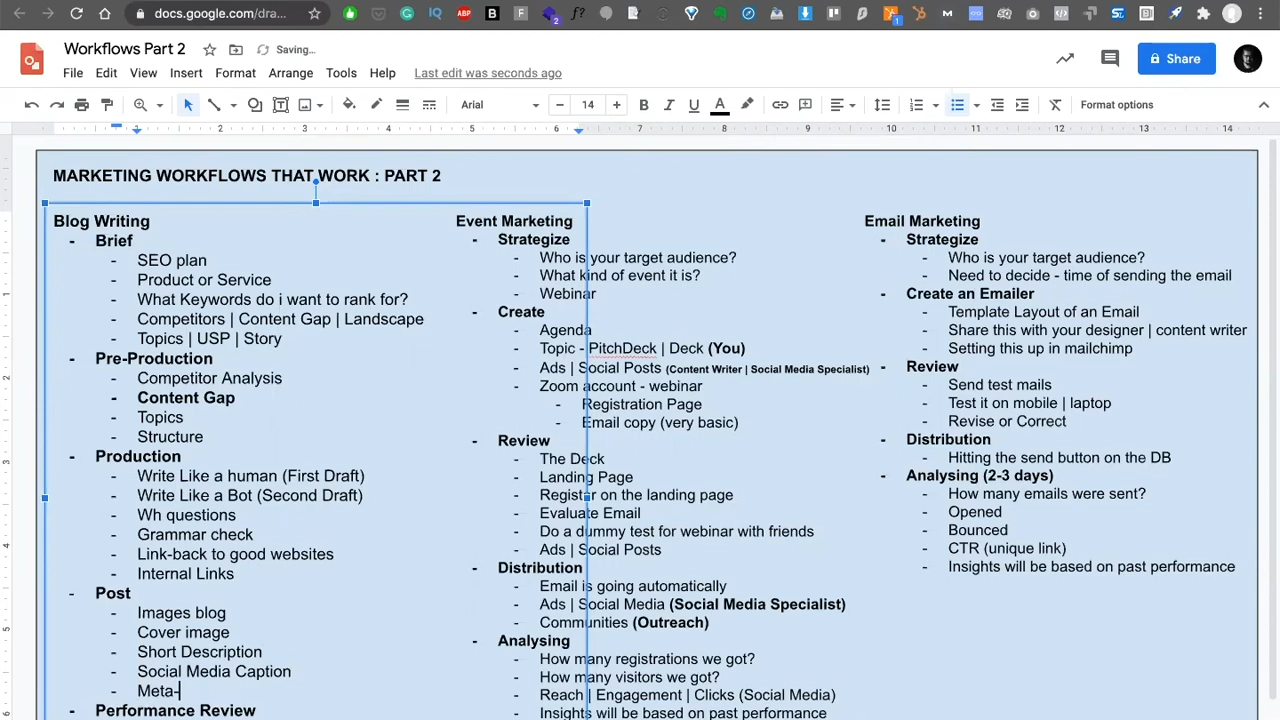 docs.google.com/dra...
Workflows Part 2
Saving...
File Edit View Insert Format Arrange Tools Help Last edit was seconds ago
Share
Arial
14
Format options
2 3 4 5 6 7 8 9 10 11 12 13 14
MARKETING WORKFLOWS THAT WORK : PART 2
Blog Writing
- Brief
- SEO plan
- Product or Service
- What Keywords do i want to rank for?
- Competitors | Content Gap | Landscape
- Topics | USP | Story
- Pre-Production
- Competitor Analysis
- Content Gap
- Topics
- Structure
- Production
- Write Like a human (First Draft)
- Write Like a Bot (Second Draft)
- Wh questions
- Grammar check
- Link-back to good websites
- Internal Links
- Post
- Images blog
- Cover image
- Short Description
- Social Media Caption
- Meta-
- Performance Review
Event Marketing
- Strategize
- Who is your target audience?
- What kind of event it is?
- Webinar
- Create
- Agenda
- Topic - PitchDeck | Deck (You)
- Ads | Social Posts (Content Writer | Social Media Specialist)
- Zoom account - webinar
- Registration Page
- Email copy (very basic)
- Review
- The Deck
- Landing Page
- Register on the landing page
- Evaluate Email
- Do a dummy test for webinar with friends
- Ads | Social Posts
- Distribution
- Email is going automatically
- Ads | Social Media (Social Media Specialist)
- Communities (Outreach)
- Analysing
- How many registrations we got?
- How many visitors we got?
- Reach | Engagement | Clicks (Social Media)
- Insights will be based on past performance
Email Marketing
- Strategize
- Who is your target audience?
- Need to decide - time of sending the email
- Create an Emailer
- Template Layout of an Email
- Share this with your designer | content writer
- Setting this up in mailchimp
- Review
- Send test mails
- Test it on mobile | laptop
- Revise or Correct
- Distribution
- Hitting the send button on the DB
- Analysing (2-3 days)
- How many emails were sent?
- Opened
- Bounced
- CTR (unique link)
- Insights will be based on past performance